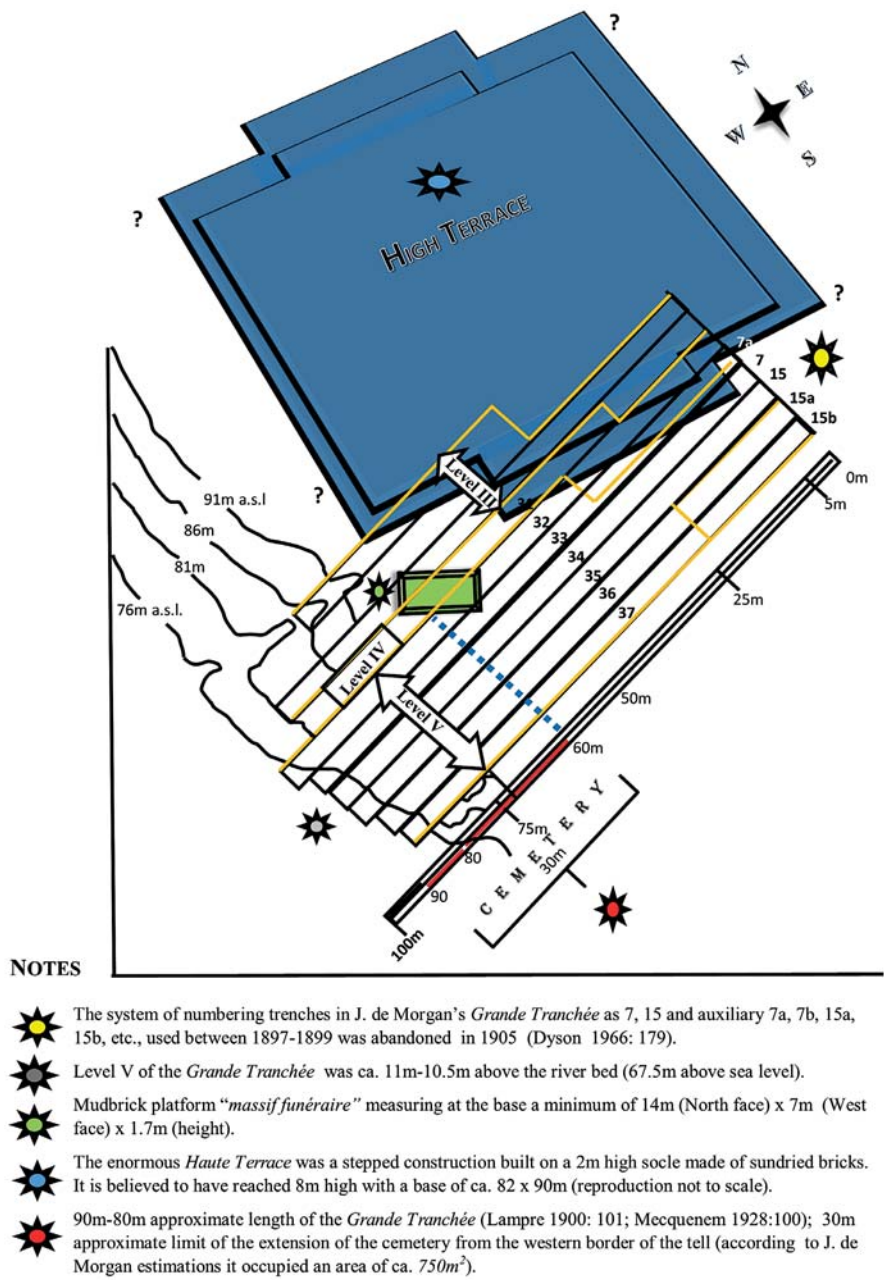 ?
N
E
W
S
HIGH TERRACE
?
?
7a
7
15
15a
15b
0m
5m
?
91m a.s.l
Level III
86m
32
33
81m
34
35
25m
76m a.s.l.
36
37
Level IV
50m
Level V
60m
75m
CEMETERY
80
30m
90
100m
NOTES
The system of numbering trenches in J. de Morgan's Grande Tranchée as 7, 15 and auxiliary 7a, 7b, 15a,
15b, etc., used between 1897-1899 was abandoned in 1905 (Dyson 1966: 179).
Level V of the Grande Tranchée was ca. 11m-10.5m above the river bed (67.5m above sea level).
Mudbrick platform "massif funéraire" measuring at the base a minimum of 14m (North face) x 7m (West
face) x 1.7m (height).
The enormous Haute Terrace was a stepped construction built on a 2m high socle made of sundried bricks.
It is believed to have reached 8m high with a base of ca. 82 x 90m (reproduction not to scale).
90m-80m approximate length of the Grande Tranchée (Lampre 1900: 101; Mecquenem 1928:100); 30m
approximate limit of the extension of the cemetery from the western border of the tell (according to J. de
Morgan estimations it occupied an area of ca. 750m²).